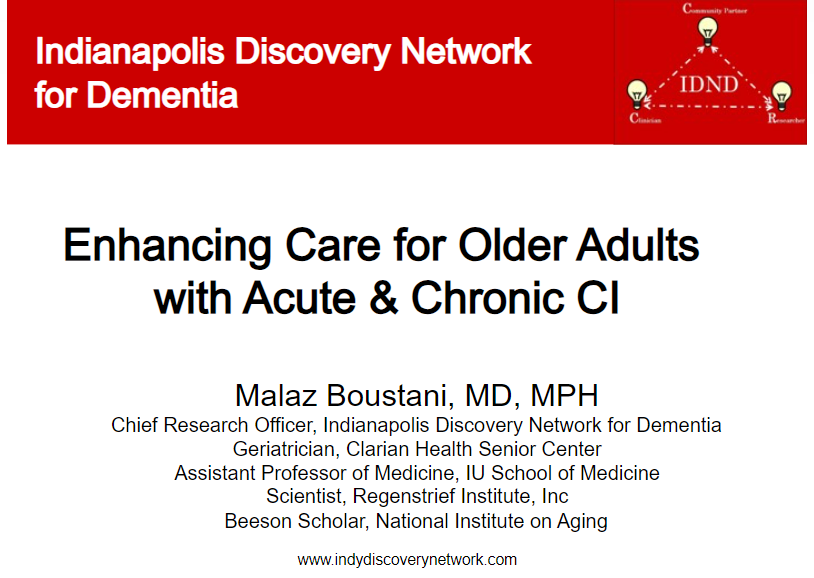 Indianapolis Discovery Network
for Dementia
Community Partner
IDND
Clinician
Researcher
Enhancing Care for Older Adults
with Acute & Chronic CI
Malaz Boustani, MD, MPH
Chief Research Officer, Indianapolis Discovery Network for Dementia
Geriatrician, Clarian Health Senior Center
Assistant Professor of Medicine, IU School of Medicine
Scientist, Regenstrief Institute, Inc
Beeson Scholar, National Institute on Aging
www.indydiscoverynetwork.com